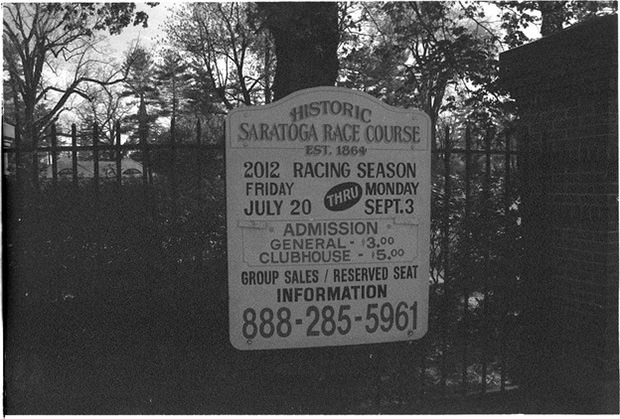 HISTORIC
SARATOGA RACE COURSE
EST. 1864
2012 RACING SEASON
FRIDAY THRU MONDAY
JULY 20 SEPT.3
ADMISSION
GENERAL - $3.00
CLUBHOUSE - $5.00
GROUP SALES / RESERVED SEAT
INFORMATION
888-285-5961